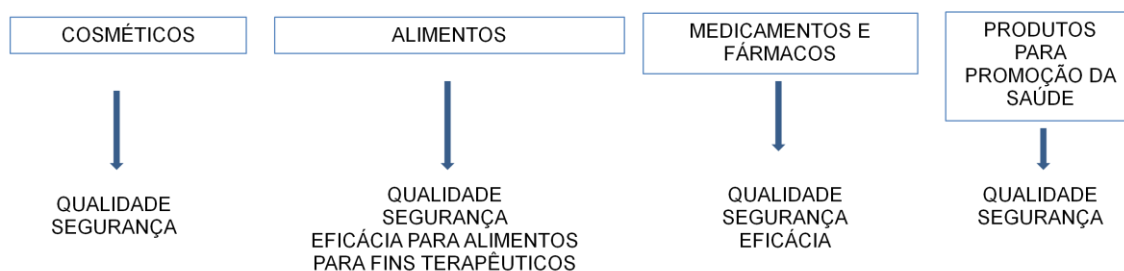 COSMÉTICOS
QUALIDADE
SEGURANÇA
ALIMENTOS
QUALIDADE
SEGURANÇA
EFICÁCIA PARA ALIMENTOS
PARA FINS TERAPÊUTICOS
MEDICAMENTOS E
FÁRMACOS
QUALIDADE
SEGURANÇA
EFICÁCIA
PRODUTOS
PARA
PROMOÇÃO DA
SAÚDE
QUALIDADE
SEGURANÇA